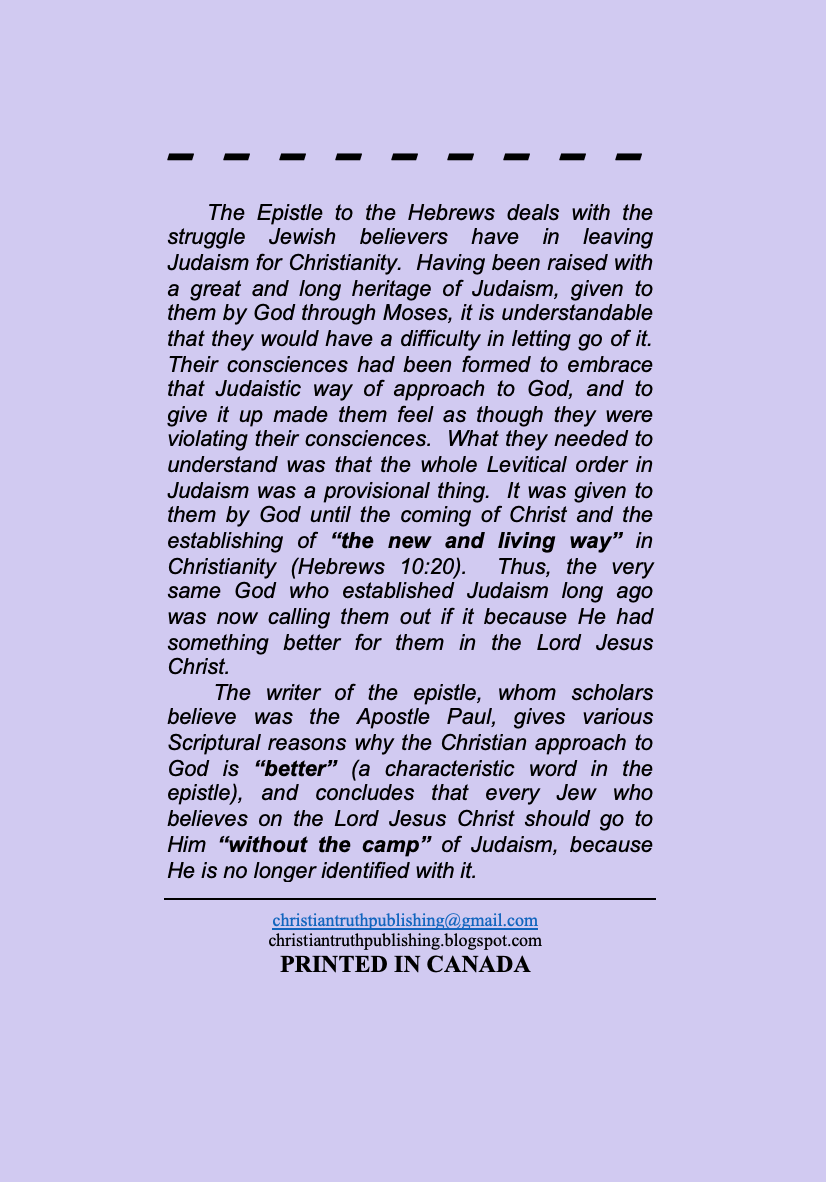 – – – – – – – – –
The Epistle to the Hebrews deals with the
struggle Jewish believers have in leaving
Judaism for Christianity.  Having been raised with
a great and long heritage of Judaism, given to
them by God through Moses, it is understandable
that they would have a difficulty in letting go of it.
Their consciences had been formed to embrace
that Judaistic way of approach to God, and to
give it up made them feel as though they were
violating their consciences.  What they needed to
understand was that the whole Levitical order in
Judaism was a provisional thing.  It was given to
them by God until the coming of Christ and the
establishing of “the new and living way” in
Christianity (Hebrews 10:20).  Thus, the very
same God who established Judaism long ago
was now calling them out if it because He had
something better for them in the Lord Jesus
Christ.
The writer of the epistle, whom scholars
believe was the Apostle Paul, gives various
Scriptural reasons why the Christian approach to
God is “better” (a characteristic word in the
epistle), and concludes that every Jew who
believes on the Lord Jesus Christ should go to
Him “without the camp” of Judaism, because
He is no longer identified with it.
christiantruthpublishing@gmail.com
christiantruthpublishing.blogspot.com
PRINTED IN CANADA